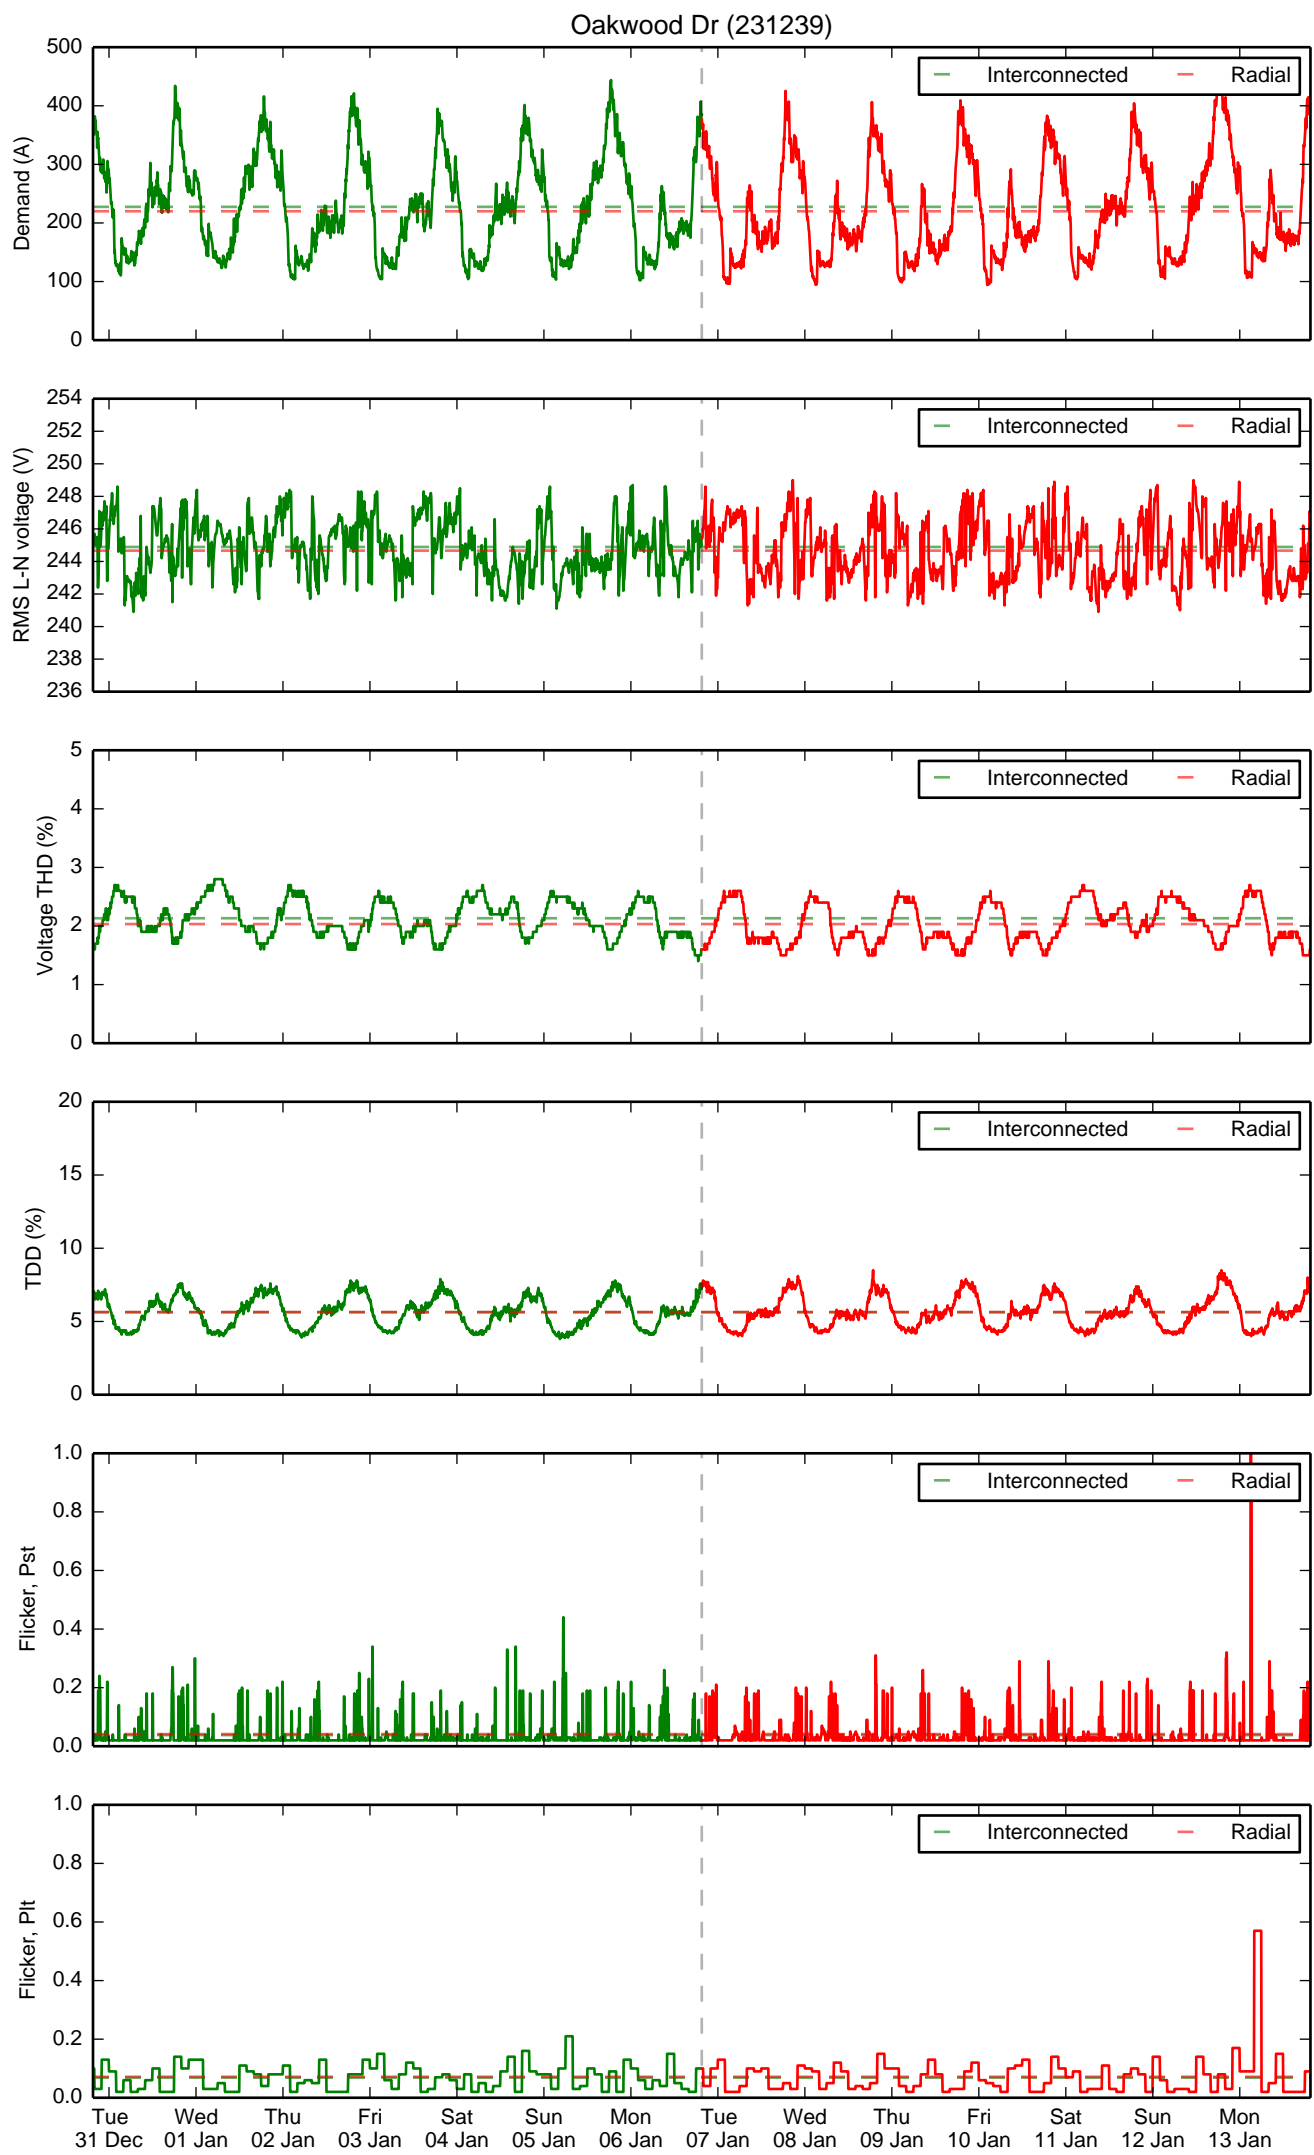 Oakwood Dr (231239)
500
400
300
200
100
0
Demand (A)
Interconnected Radial
254
252
250
248
246
244
242
240
238
236
RMS L-N voltage (V)
Interconnected Radial
5
4
3
2
1
0
Voltage THD (%)
Interconnected Radial
20
15
10
5
0
TDD (%)
Interconnected Radial
1.0
0.8
0.6
0.4
0.2
0.0
Flicker, Pst
Interconnected Radial
1.0
0.8
0.6
0.4
0.2
0.0
Flicker, Plt
Interconnected Radial
Tue Wed Thu Fri Sat Sun Mon Tue Wed Thu Fri Sat Sun Mon
31 Dec 01 Jan 02 Jan 03 Jan 04 Jan 05 Jan 06 Jan 07 Jan 08 Jan 09 Jan 10 Jan 11 Jan 12 Jan 13 Jan